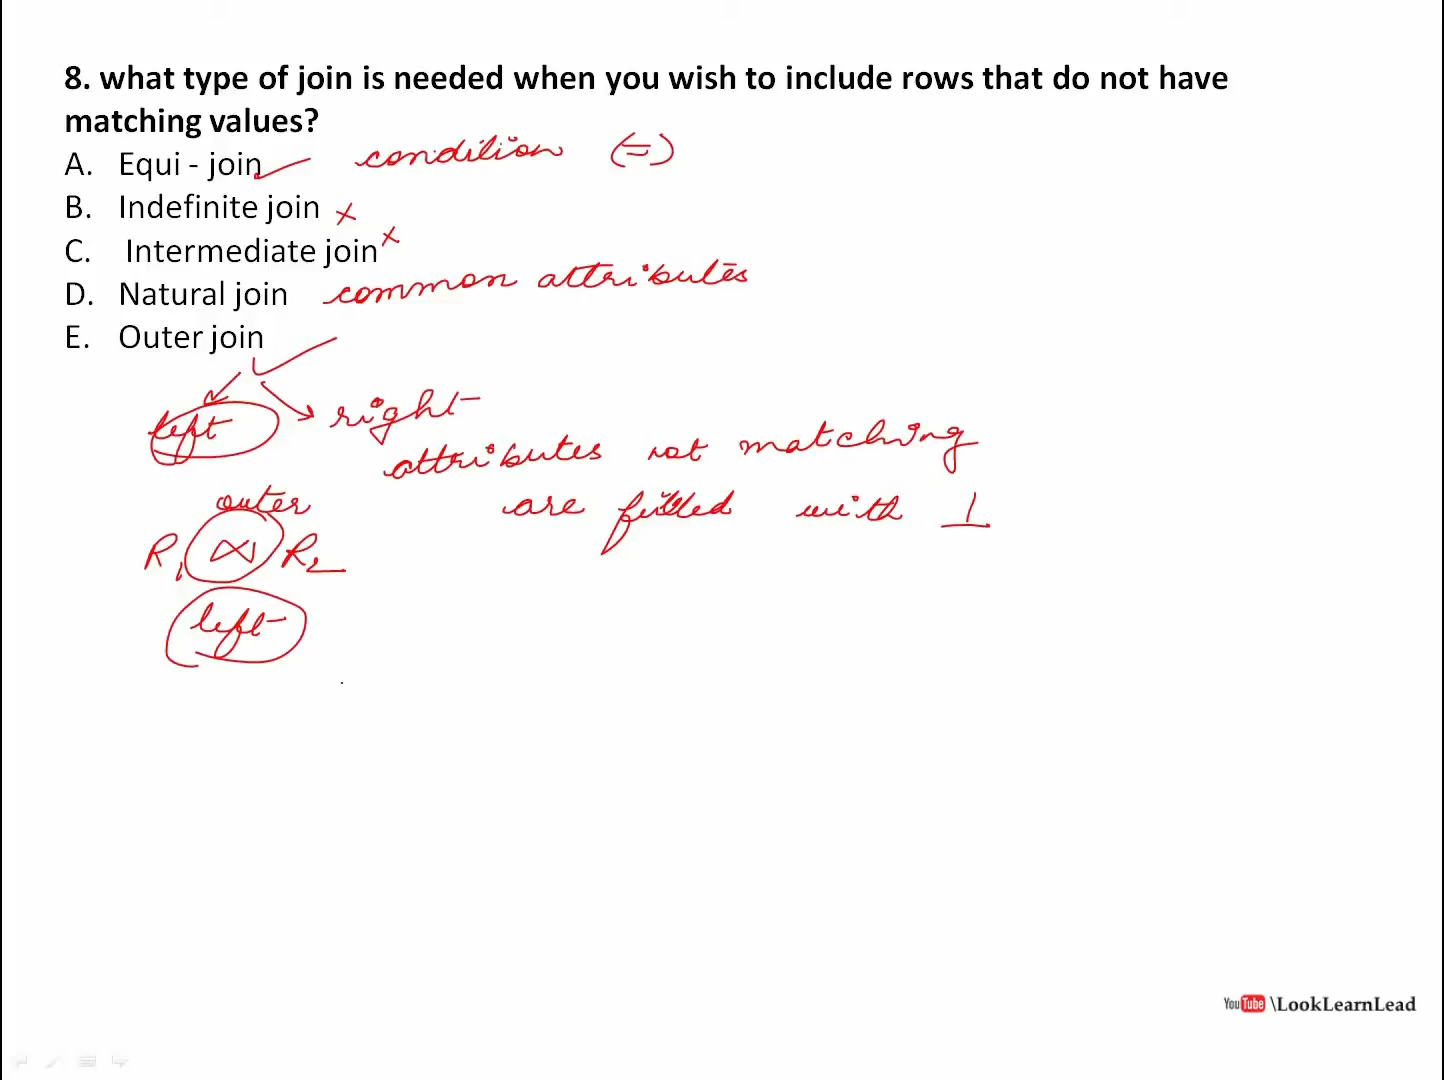 8. what type of join is needed when you wish to include rows that do not have
matching values?
A. Equi - join condition (=)
B. Indefinite join x
C. Intermediate join x
D. Natural join common attributes
E. Outer join
left right
attributes not matching
are filled with ⊥
outer
R1 ⋈ R2
left
YouTube \LookLearnLead